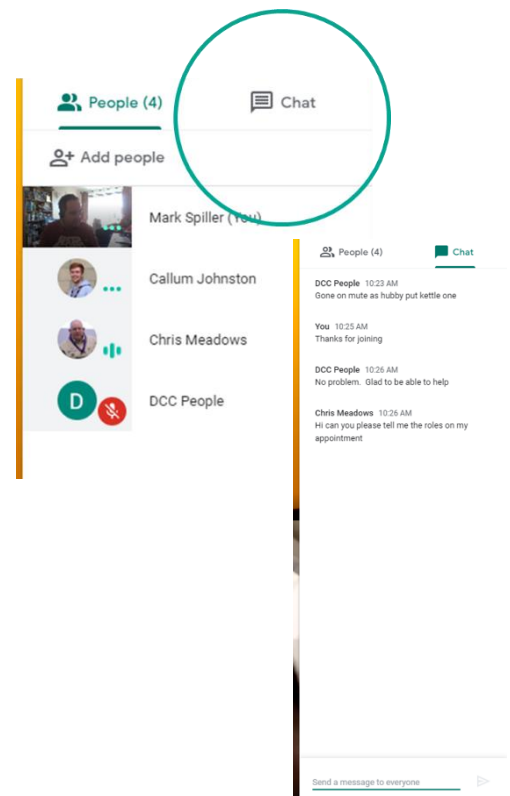 People (4)
Chat
Add people
Mark Spiller (You)
Callum Johnston
Chris Meadows
D
DCC People
People (4)
Chat
DCC People 10:23 AM
Gone on mute as hubby put kettle one
You 10:25 AM
Thanks for joining
DCC People 10:26 AM
No problem. Glad to be able to help
Chris Meadows 10:26 AM
Hi can you please tell me the roles on my
appointment
Send a message to everyone